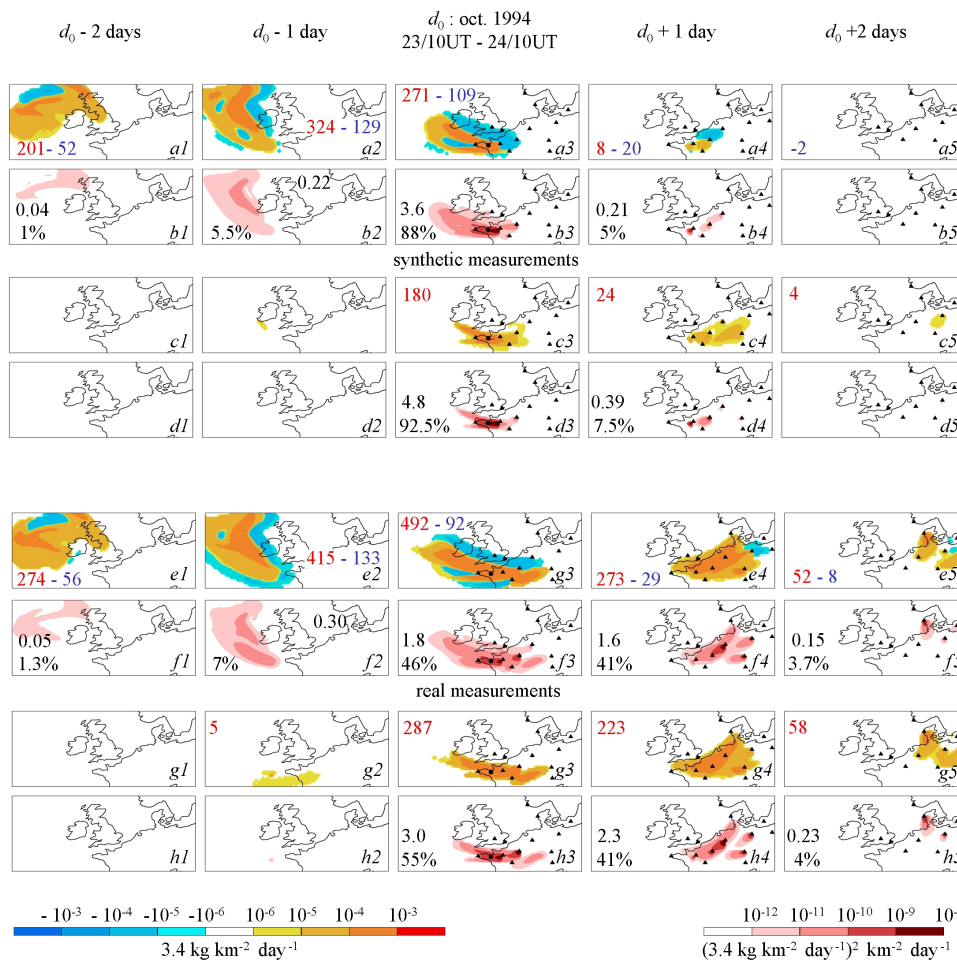 d₀ - 2 days
d₀ - 1 day
d₀ : oct. 1994
23/10UT - 24/10UT
d₀ + 1 day
d₀ +2 days
201- 52
a1
324 - 129
a2
271 - 109
a3
8 - 20
a4
-2
a5
0.04
1%
b1
0.22
5.5%
b2
3.6
88%
b3
0.21
5%
b4
b5
synthetic measurements
c1
c2
180
c3
24
c4
4
c5
d1
d2
4.8
92.5%
d3
0.39
7.5%
d4
d5
274 - 56
e1
415 - 133
e2
492 - 92
g3
273 - 29
e4
52 - 8
e5
0.05
1.3%
f1
0.30
7%
f2
1.8
46%
f3
1.6
41%
f4
0.15
3.7%
real measurements
g1
5
g2
287
g3
223
g4
58
g5
h1
h2
3.0
55%
h3
2.3
41%
h4
0.23
4%
- 10⁻³ - 10⁻⁴ -10⁻⁵ -10⁻⁶ 10⁻⁶ 10⁻⁵ 10⁻⁴ 10⁻³
3.4 kg km⁻² day⁻¹
10⁻¹² 10⁻¹¹ 10⁻¹⁰ 10⁻⁹
(3.4 kg km⁻² day⁻¹)² km⁻² day⁻¹